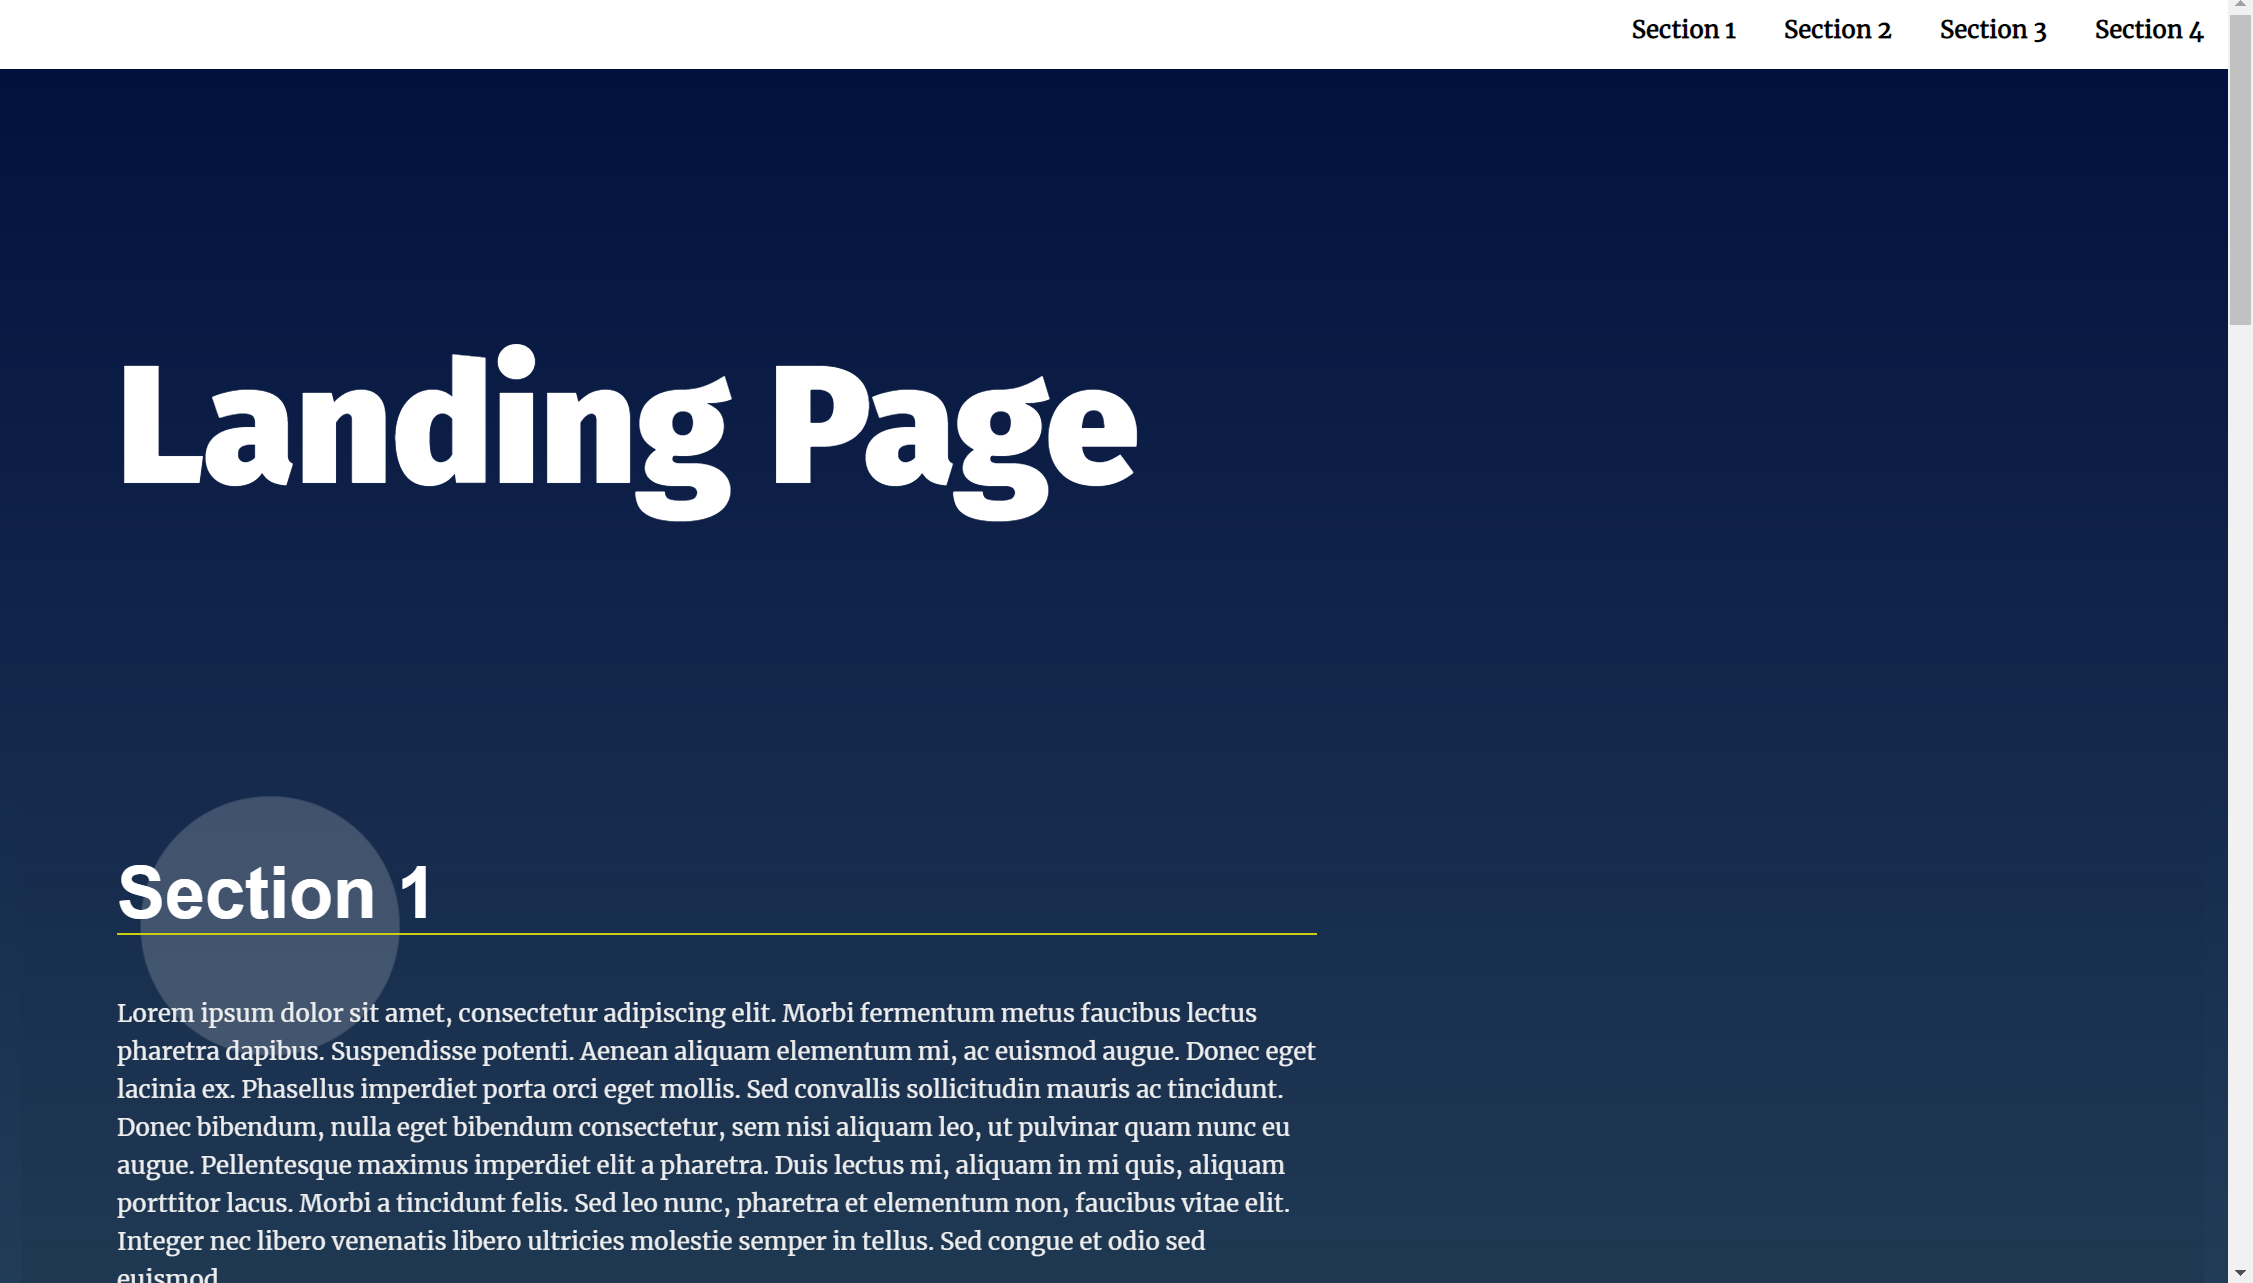 Section 1 Section 2 Section 3 Section 4
Landing Page
Section 1
Lorem ipsum dolor sit amet, consectetur adipiscing elit. Morbi fermentum metus faucibus lectus
pharetra dapibus. Suspendisse potenti. Aenean aliquam elementum mi, ac euismod augue. Donec eget
lacinia ex. Phasellus imperdiet porta orci eget mollis. Sed convallis sollicitudin mauris ac tincidunt.
Donec bibendum, nulla eget bibendum consectetur, sem nisi aliquam leo, ut pulvinar quam nunc eu
augue. Pellentesque maximus imperdiet elit a pharetra. Duis lectus mi, aliquam in mi quis, aliquam
porttitor lacus. Morbi a tincidunt felis. Sed leo nunc, pharetra et elementum non, faucibus vitae elit.
Integer nec libero venenatis libero ultricies molestie semper in tellus. Sed congue et odio sed
euismod.